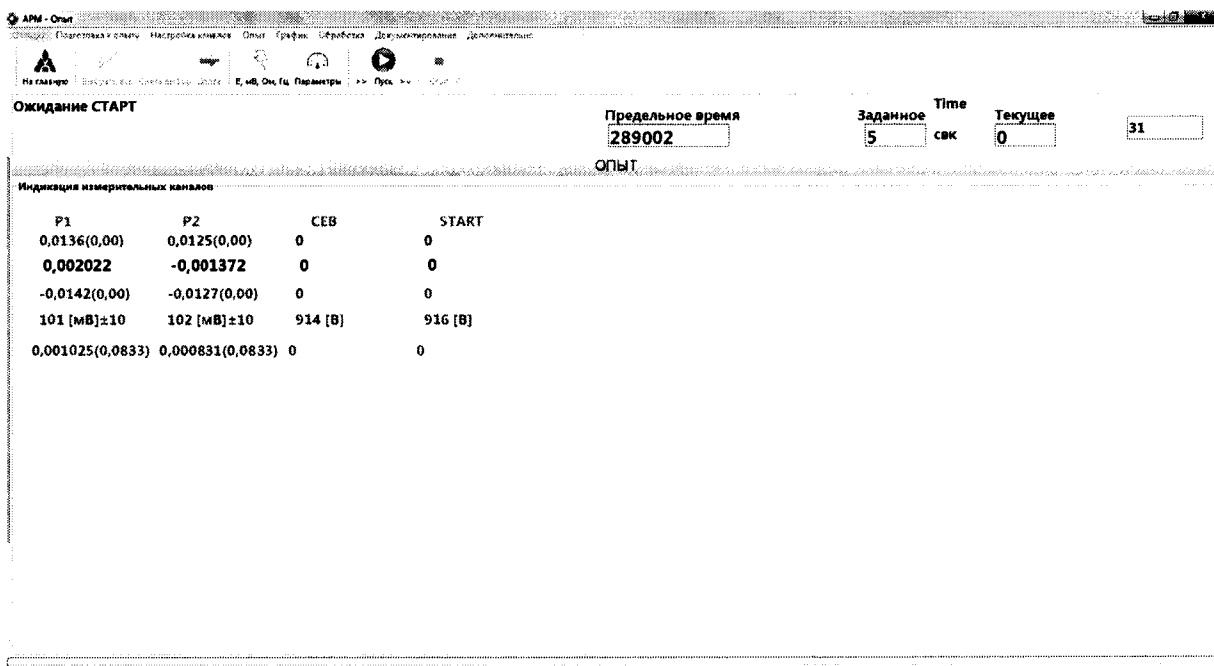 АРМ - Опыт
Подготовка к опыту Настройка каналов Опыт График Обработка Документирование Дополнительно
На главную Е, мВ, Ом, Гц Параметры >> Пуск >>
Ожидание СТАРТ
Time
Предельное время Заданное Текущее
289002 5 сек 0 31
ОПЫТ
Индикация измерительных каналов
P1 P2 СЕВ START
0,0136(0,00) 0,0125(0,00) 0 0
0,002022 -0,001372 0 0
-0,0142(0,00) -0,0127(0,00) 0 0
101 [мВ]±10 102 [мВ]±10 914 [В] 916 [В]
0,001025(0,0833) 0,000831(0,0833) 0 0